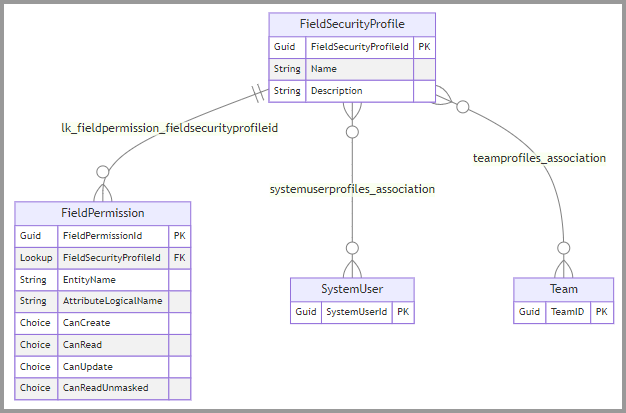 FieldSecurityProfile
Guid FieldSecurityProfileId PK
String Name
String Description
lk_fieldpermission_fieldsecurityprofileid
teamprofiles_association
systemuserprofiles_association
FieldPermission
Guid FieldPermissionId PK
Lookup FieldSecurityProfileId FK
String EntityName
String AttributeLogicalName
Choice CanCreate
Choice CanRead
Choice CanUpdate
Choice CanReadUnmasked
SystemUser
Guid SystemUserId PK
Team
Guid TeamID PK